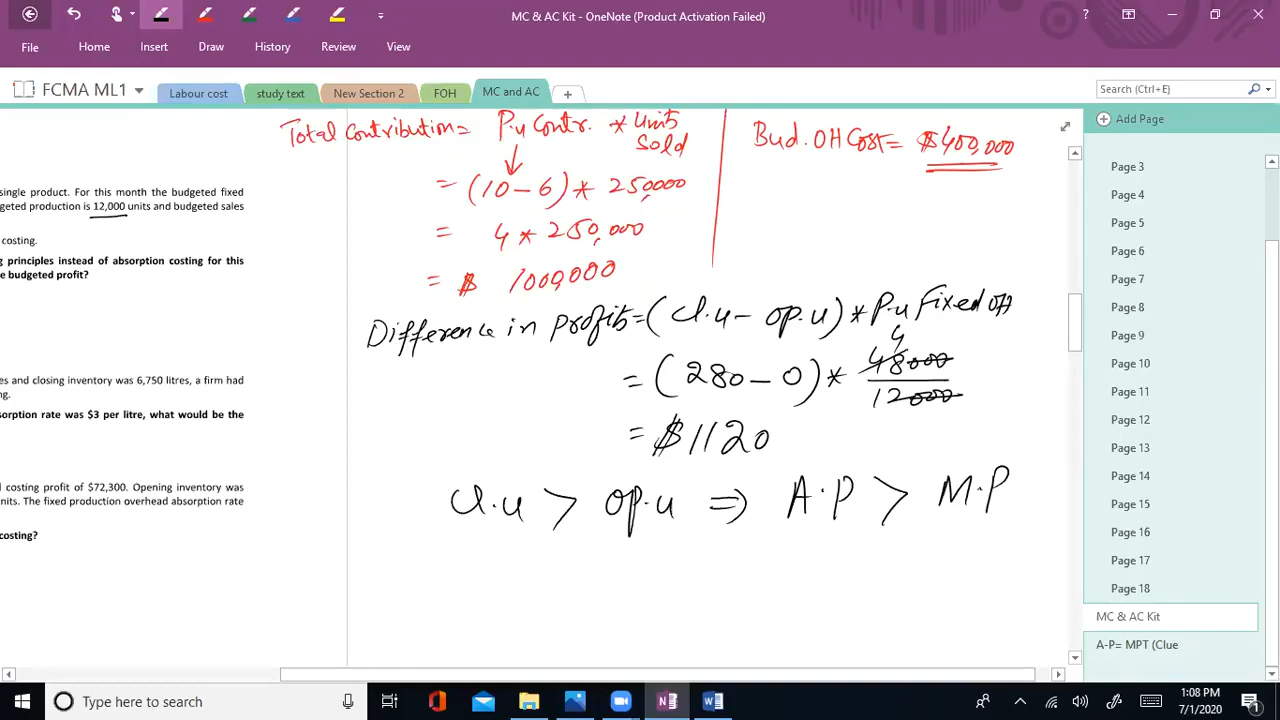 MC & AC Kit - OneNote (Product Activation Failed)
File Home Insert Draw History Review View
FCMA ML1
Labour cost study text New Section 2 FOH MC and AC
Search (Ctrl+E)
Add Page
Page 3
Page 4
Page 5
Page 6
Page 7
Page 8
Page 9
Page 10
Page 11
Page 12
Page 13
Page 14
Page 15
Page 16
Page 17
Page 18
MC & AC Kit
A-P= MPT (Clue
single product. For this month the budgeted fixed
geted production is 12,000 units and budgeted sales
costing.
g principles instead of absorption costing for this
e budgeted profit?
es and closing inventory was 6,750 litres, a firm had
ng.
sorption rate was $3 per litre, what would be the
d costing profit of $72,300. Opening inventory was
nits. The fixed production overhead absorption rate
costing?
Total Contribution = P.u Contr. * Units
Sold
= (10-6) * 250,000
= 4 * 250,000
= $ 1000,000
Bud. OH Cost = $400,000
Difference in profits = (Cl.u - op.u) * P.u Fixed OH
4
= (280 - 0) * 48000
12000
= $1120
Cl.u > op.u ⇒ A.P > M.P
Type here to search
1:08 PM
7/1/2020
1